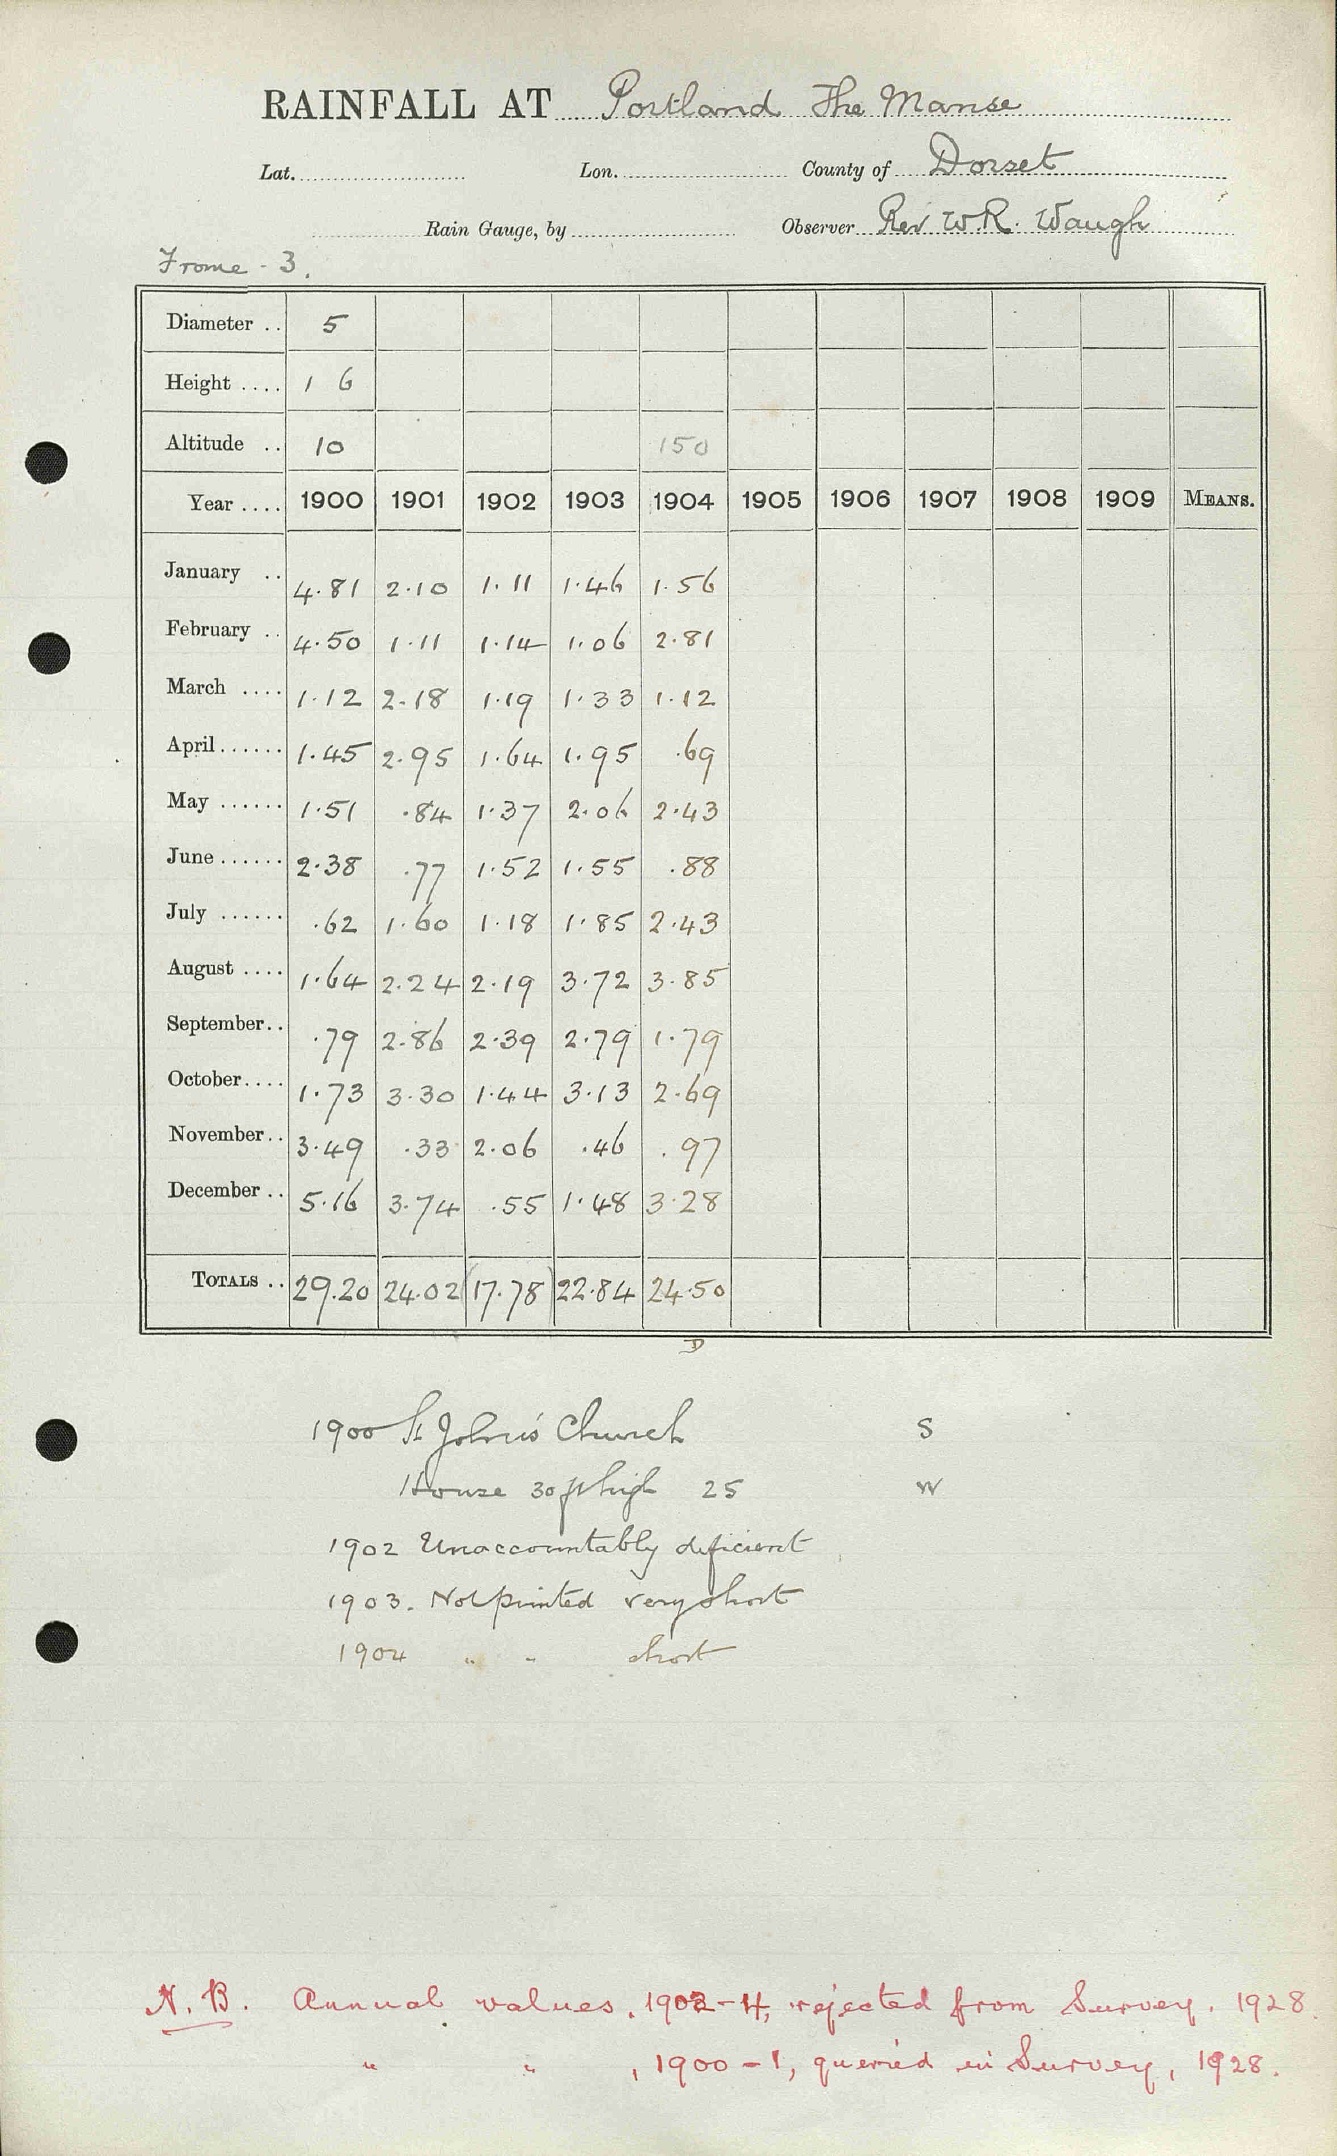 RAINFALL AT Portland The Manse
Lat. Lon. County of Dorset
Rain Gauge, by Observer Rev. W.R. Waugh
Frome - 3.
Diameter .. 5
Height .... 1 6
Altitude .. 10 150
Year .... 1900 1901 1902 1903 1904 1905 1906 1907 1908 1909 MEANS.
January .. 4.81 2.10 1.11 1.46 1.56
February .. 4.50 1.11 1.14 1.06 2.81
March .... 1.12 2.18 1.19 1.33 1.12
April ...... 1.45 2.95 1.64 1.95 .69
May ...... 1.51 .84 1.37 2.06 2.43
June ...... 2.38 .77 1.52 1.55 .88
July ...... .62 1.60 1.18 1.85 2.43
August .... 1.64 2.24 2.19 3.72 3.85
September.. .79 2.86 2.39 2.79 1.79
October.... 1.73 3.30 1.44 3.13 2.69
November.. 3.49 .33 2.06 .46 .97
December .. 5.16 3.74 .55 1.48 3.28
TOTALS .. 29.20 24.02 (17.78) 22.84 24.50
D
1900 St John's Church S
House 30 ft high 25 W
1902 Unaccountably deficient
1903. Not printed very short
1904 " " short
N.B. Annual values, 1902-4, rejected from Survey. 1928.
" " , 1900-1, queried in Survey, 1928.